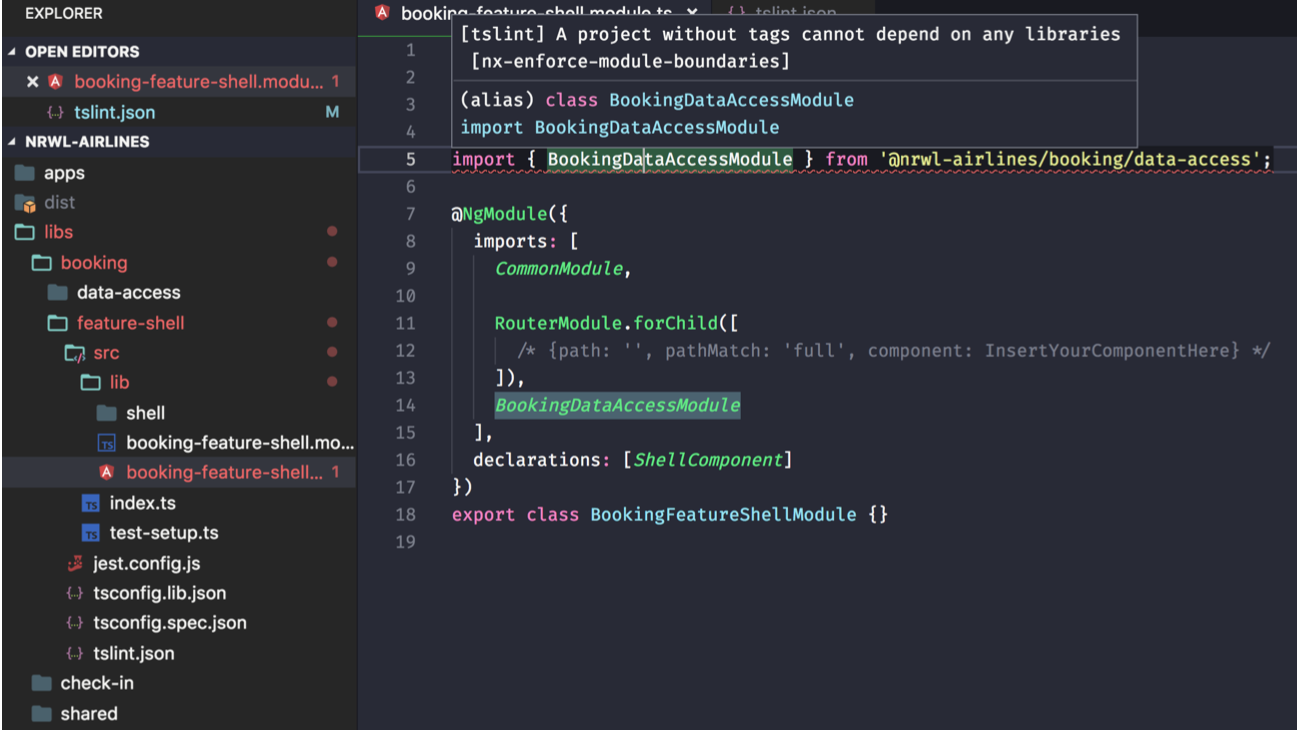 EXPLORER
OPEN EDITORS
booking-feature-shell.modu... 1
{..} tslint.json M
NRWL-AIRLINES
apps
dist
libs
booking
data-access
feature-shell
src
lib
shell
TS booking-feature-shell.mo...
booking-feature-shell... 1
TS index.ts
TS test-setup.ts
jest.config.js
{..} tsconfig.lib.json
{..} tsconfig.spec.json
{..} tslint.json
check-in
shared
booking-feature-shell.module.ts {..} tslint.json
[tslint] A project without tags cannot depend on any libraries
[nx-enforce-module-boundaries]
(alias) class BookingDataAccessModule
import BookingDataAccessModule
1
2
3
4
5 import { BookingDataAccessModule } from '@nrwl-airlines/booking/data-access';
6
7 @NgModule({
8 imports: [
9 CommonModule,
10
11 RouterModule.forChild([
12 /* {path: '', pathMatch: 'full', component: InsertYourComponentHere} */
13 ]),
14 BookingDataAccessModule
15 ],
16 declarations: [ShellComponent]
17 })
18 export class BookingFeatureShellModule {}
19